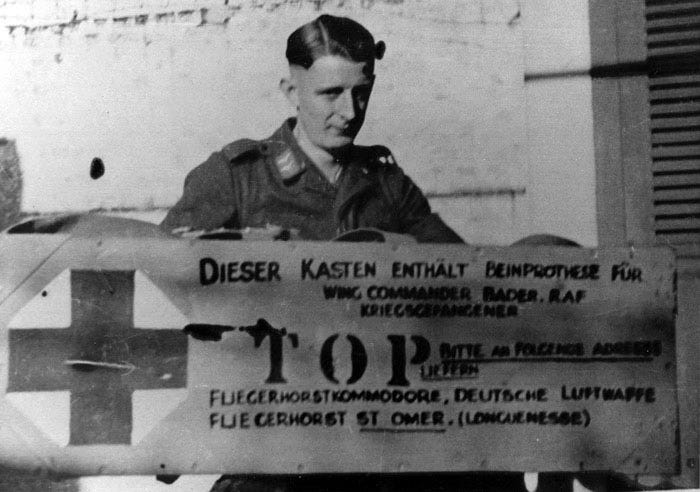 DIESER KASTEN ENTHÄLT BEINPROTHESE FÜR
WING COMMANDER BADER. RAF
KRIEGSGEFANGENER
TOP BITTE AN FOLGENDE ADRESSE
LIEFERN
FLIEGERHORSTKOMMODORE, DEUTSCHE LUFTWAFFE
FLIEGERHORST ST OMER. (LONGUENESSE)